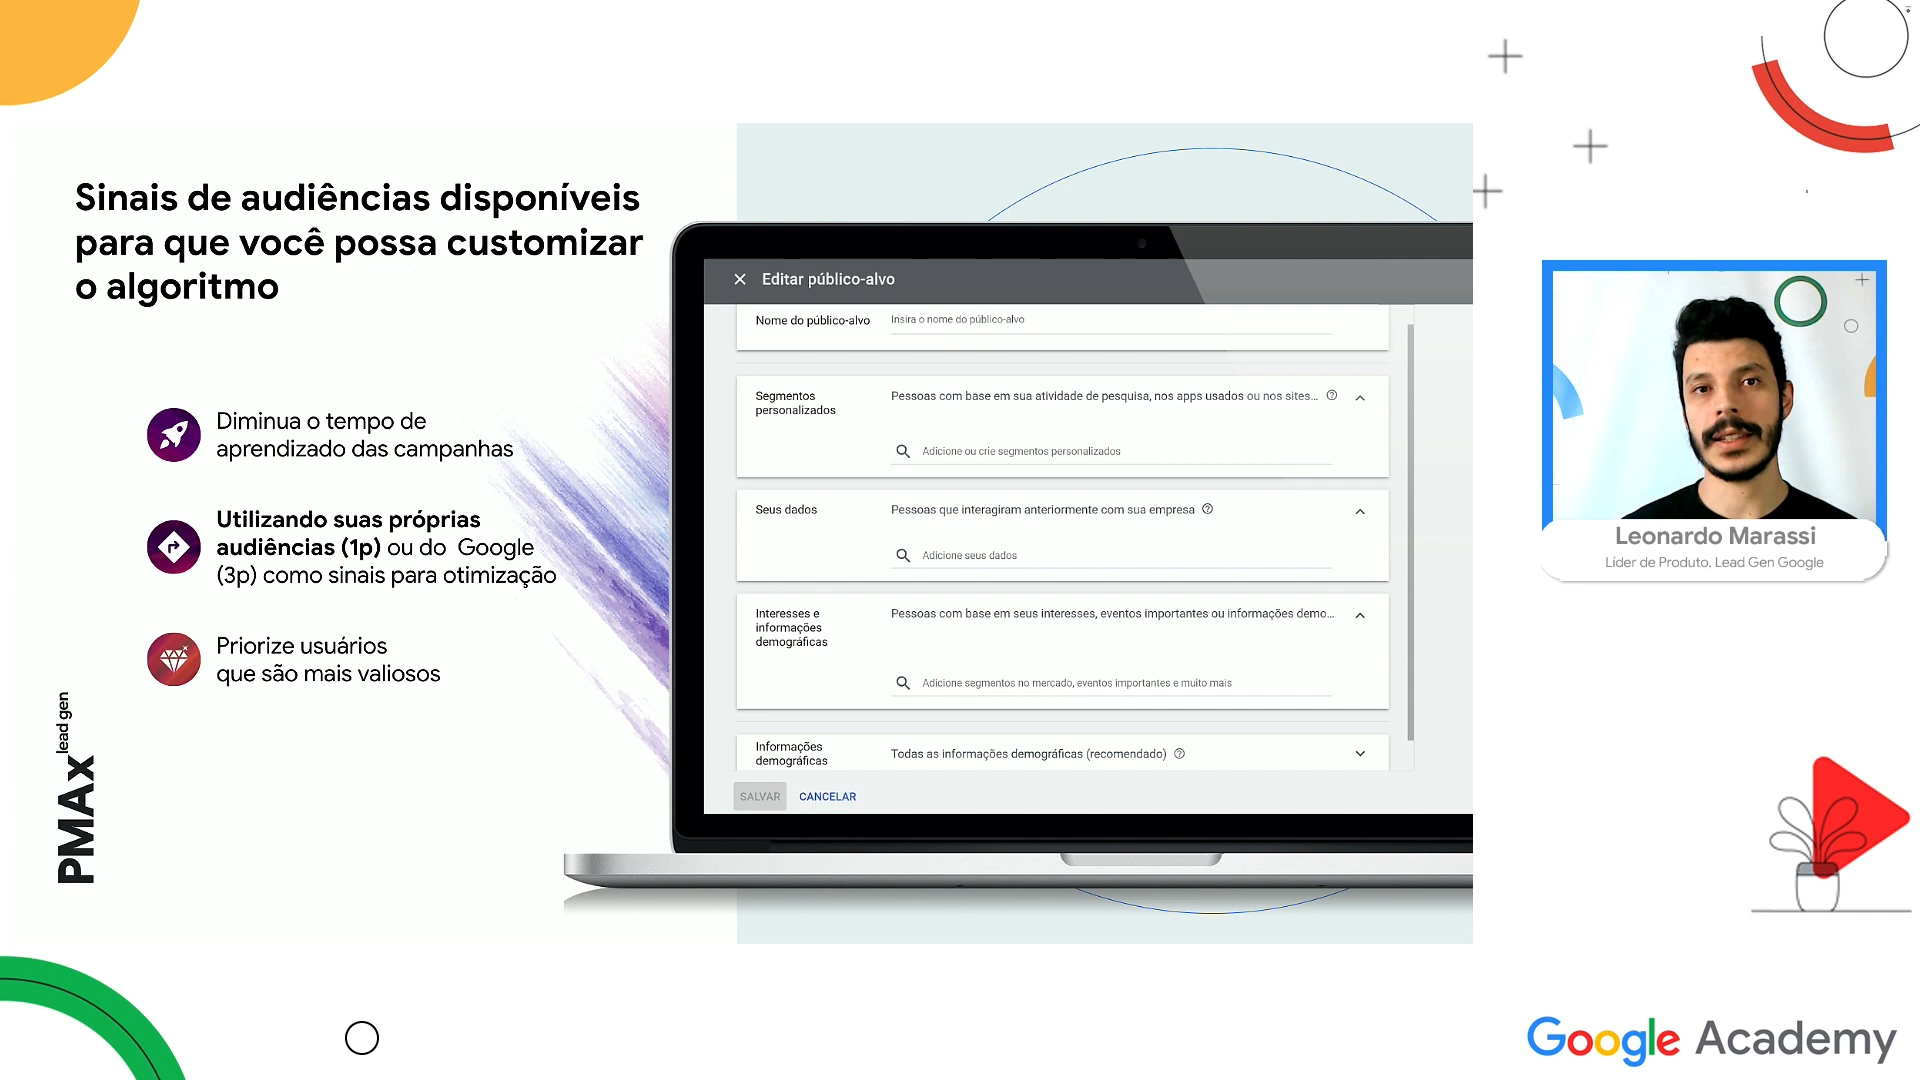 Sinais de audiências disponíveis
para que você possa customizar
o algoritmo
Diminua o tempo de
aprendizado das campanhas
Utilizando suas próprias
audiências (1p) ou do Google
(3p) como sinais para otimização
Priorize usuários
que são mais valiosos
PMAx lead gen
Editar público-alvo
Nome do público-alvo
Insira o nome do público-alvo
Segmentos
personalizados
Pessoas com base em sua atividade de pesquisa, nos apps usados ou nos sites...
Adicione ou crie segmentos personalizados
Seus dados
Pessoas que interagiram anteriormente com sua empresa
Adicione seus dados
Interesses e
informações
demográficas
Pessoas com base em seus interesses, eventos importantes ou informações demo...
Adicione segmentos no mercado, eventos importantes e muito mais
Informações
demográficas
Todas as informações demográficas (recomendado)
SALVAR CANCELAR
Leonardo Marassi
Líder de Produto, Lead Gen Google
Google Academy